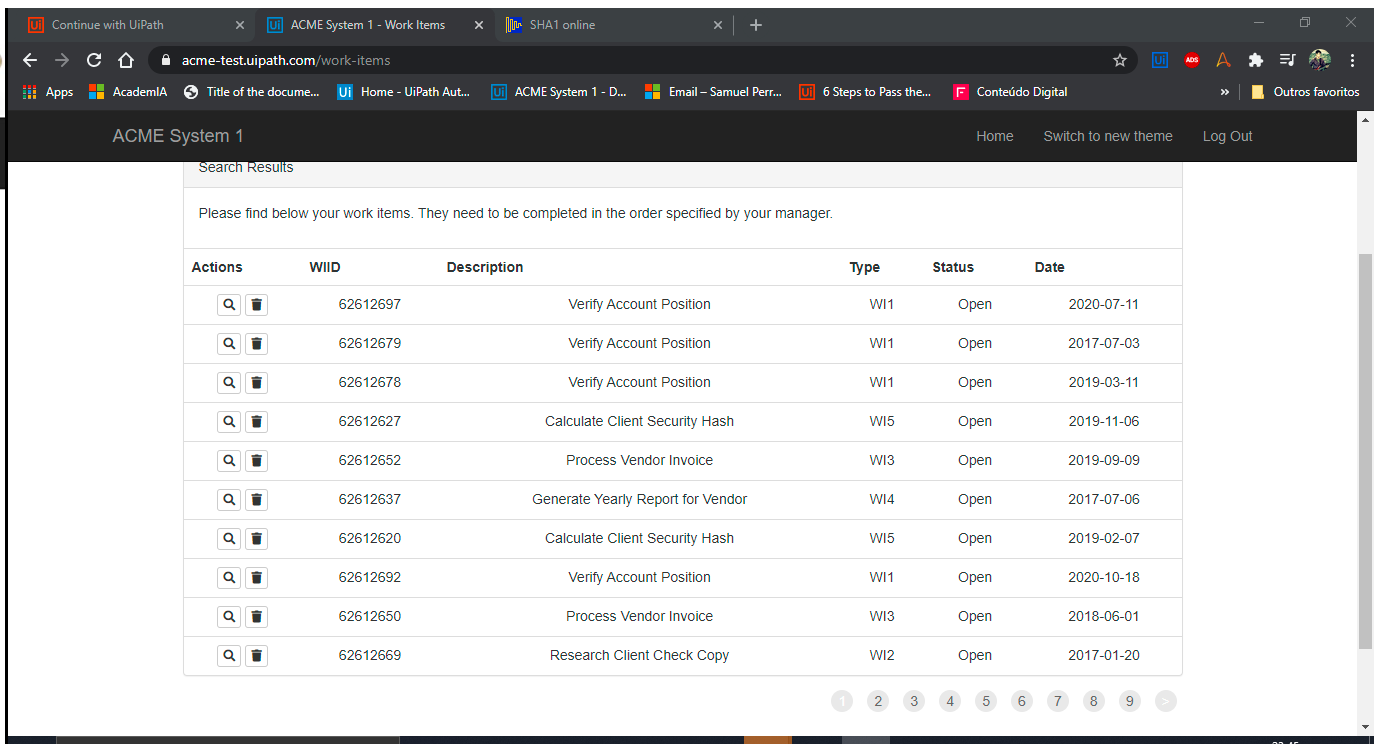 Ui Continue with UiPath Ui ACME System 1 - Work Items SHA1 online
acme-test.uipath.com/work-items Ui ADS
Apps AcademIA Title of the docume... Ui Home - UiPath Aut... Ui ACME System 1 - D... Email – Samuel Perr... Ui 6 Steps to Pass the... F Conteúdo Digital » Outros favoritos
ACME System 1 Home Switch to new theme Log Out
Search Results
Please find below your work items. They need to be completed in the order specified by your manager.
Actions WIID Description Type Status Date
62612697 Verify Account Position WI1 Open 2020-07-11
62612679 Verify Account Position WI1 Open 2017-07-03
62612678 Verify Account Position WI1 Open 2019-03-11
62612627 Calculate Client Security Hash WI5 Open 2019-11-06
62612652 Process Vendor Invoice WI3 Open 2019-09-09
62612637 Generate Yearly Report for Vendor WI4 Open 2017-07-06
62612620 Calculate Client Security Hash WI5 Open 2019-02-07
62612692 Verify Account Position WI1 Open 2020-10-18
62612650 Process Vendor Invoice WI3 Open 2018-06-01
62612669 Research Client Check Copy WI2 Open 2017-01-20
1 2 3 4 5 6 7 8 9 >